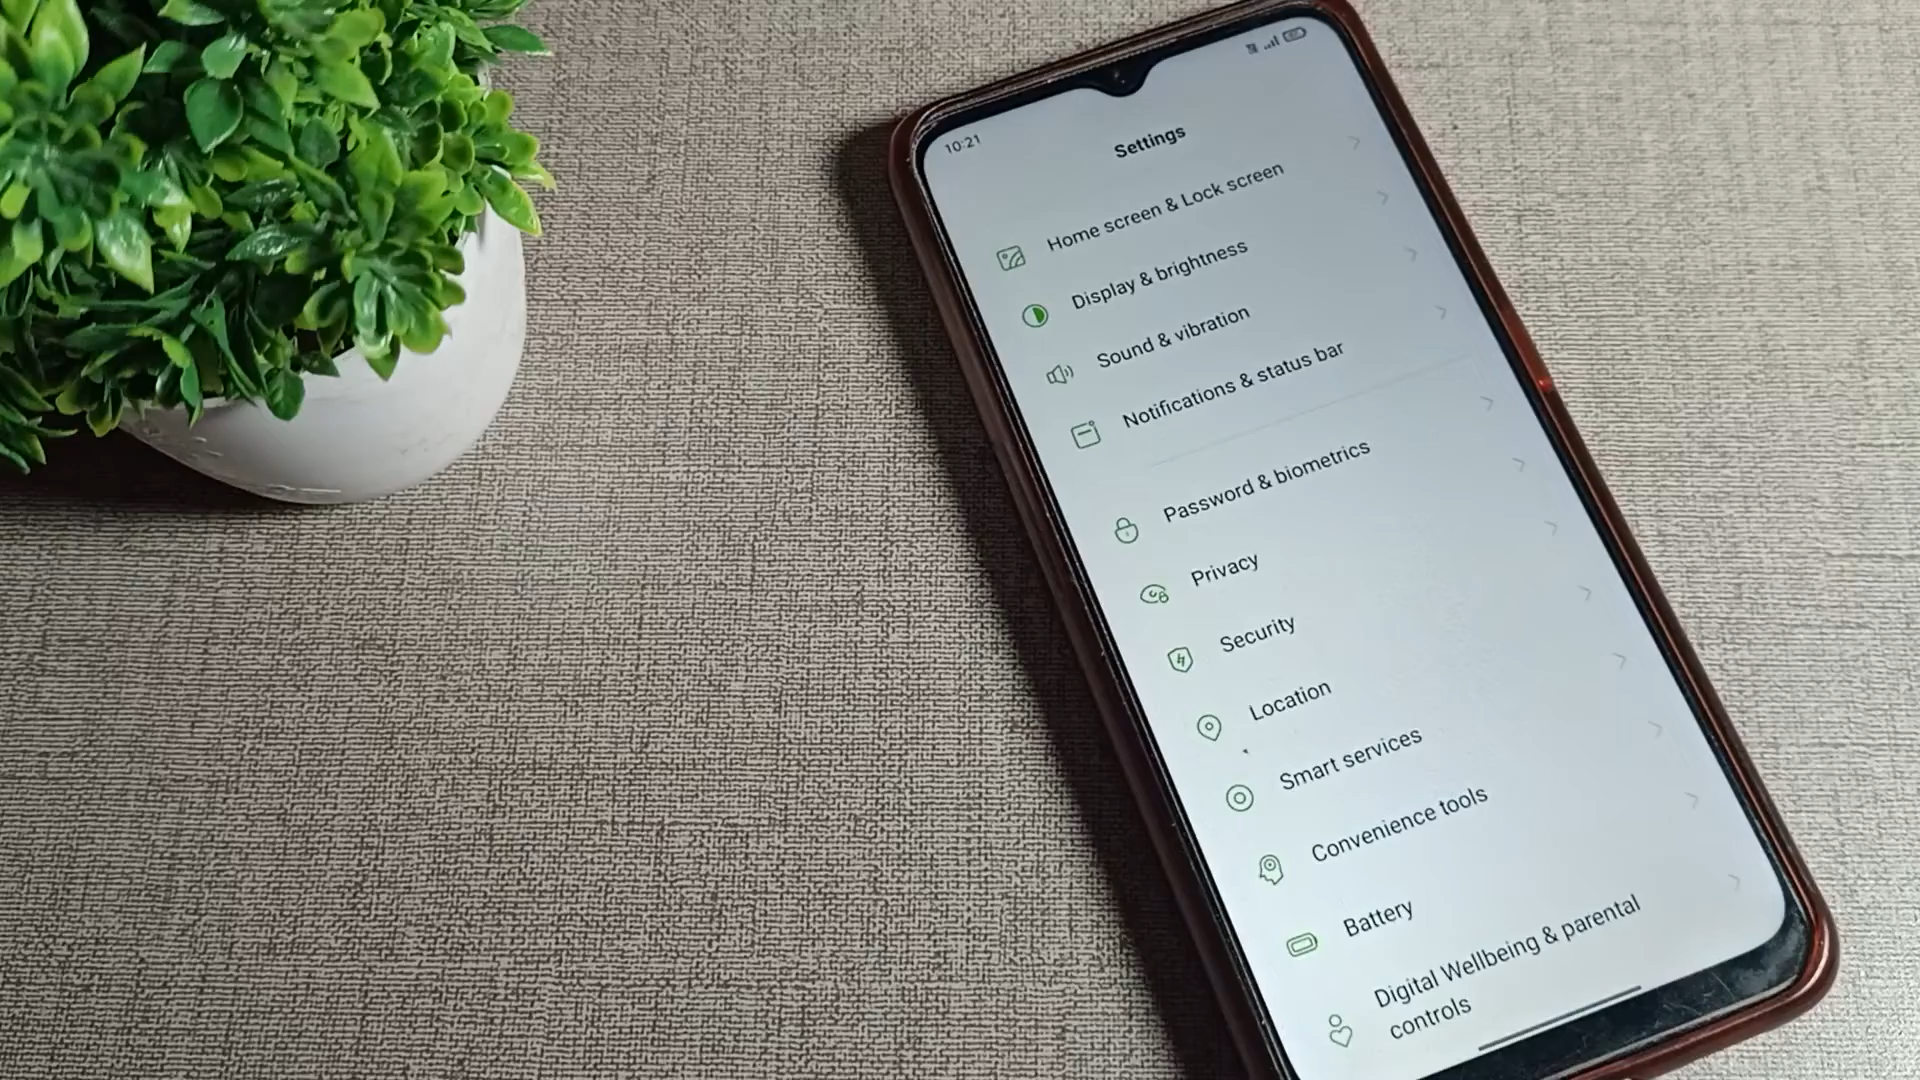 10:21
Settings
Home screen & Lock screen
Display & brightness
Sound & vibration
Notifications & status bar
Password & biometrics
Privacy
Security
Location
Smart services
Convenience tools
Battery
Digital Wellbeing & parental
controls